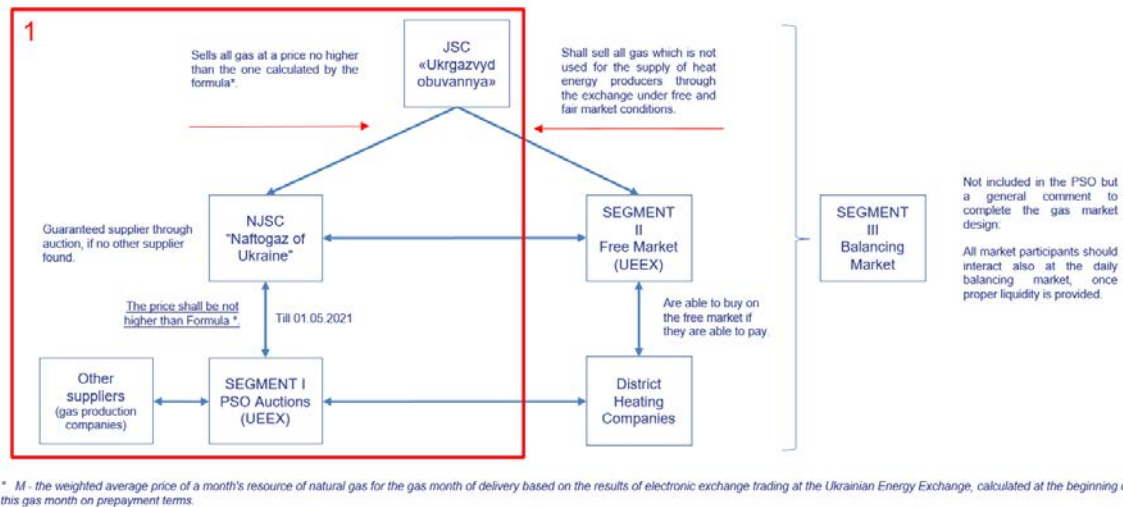 1
JSC
«Ukrgazvyd
obuvannya»
Sells all gas at a price no higher
than the one calculated by the
formula*.
Shall sell all gas which is not
used for the supply of heat
energy producers through
the exchange under free and
fair market conditions.
Guaranteed supplier through
auction, if no other supplier
found.
NJSC
"Naftogaz of
Ukraine"
SEGMENT
II
Free Market
(UEEX)
SEGMENT
III
Balancing
Market
Not included in the PSO but
a general comment to
complete the gas market
design:
All market participants should
interact also at the daily
balancing market, once
proper liquidity is provided.
The price shall be not
higher than Formula *.
Till 01.05.2021
Are able to buy on
the free market if
they are able to pay.
Other
suppliers
(gas production
companies)
SEGMENT I
PSO Auctions
(UEEX)
District
Heating
Companies
* M - the weighted average price of a month's resource of natural gas for the gas month of delivery based on the results of electronic exchange trading at the Ukrainian Energy Exchange, calculated at the beginning
this gas month on prepayment terms.